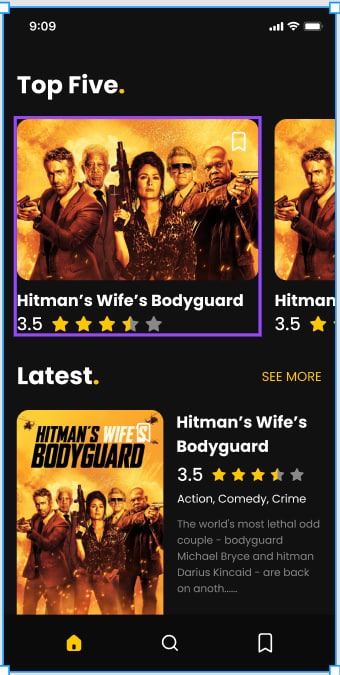 9:09
Top Five.
Hitman's Wife's Bodyguard
3.5
Hitman
3.5
Latest.
SEE MORE
HITMAN'S WIFE'S
BODYGUARD
Hitman's Wife's
Bodyguard
3.5
Action, Comedy, Crime
The world's most lethal odd
couple - bodyguard
Michael Bryce and hitman
Darius Kincaid - are back
on anoth......